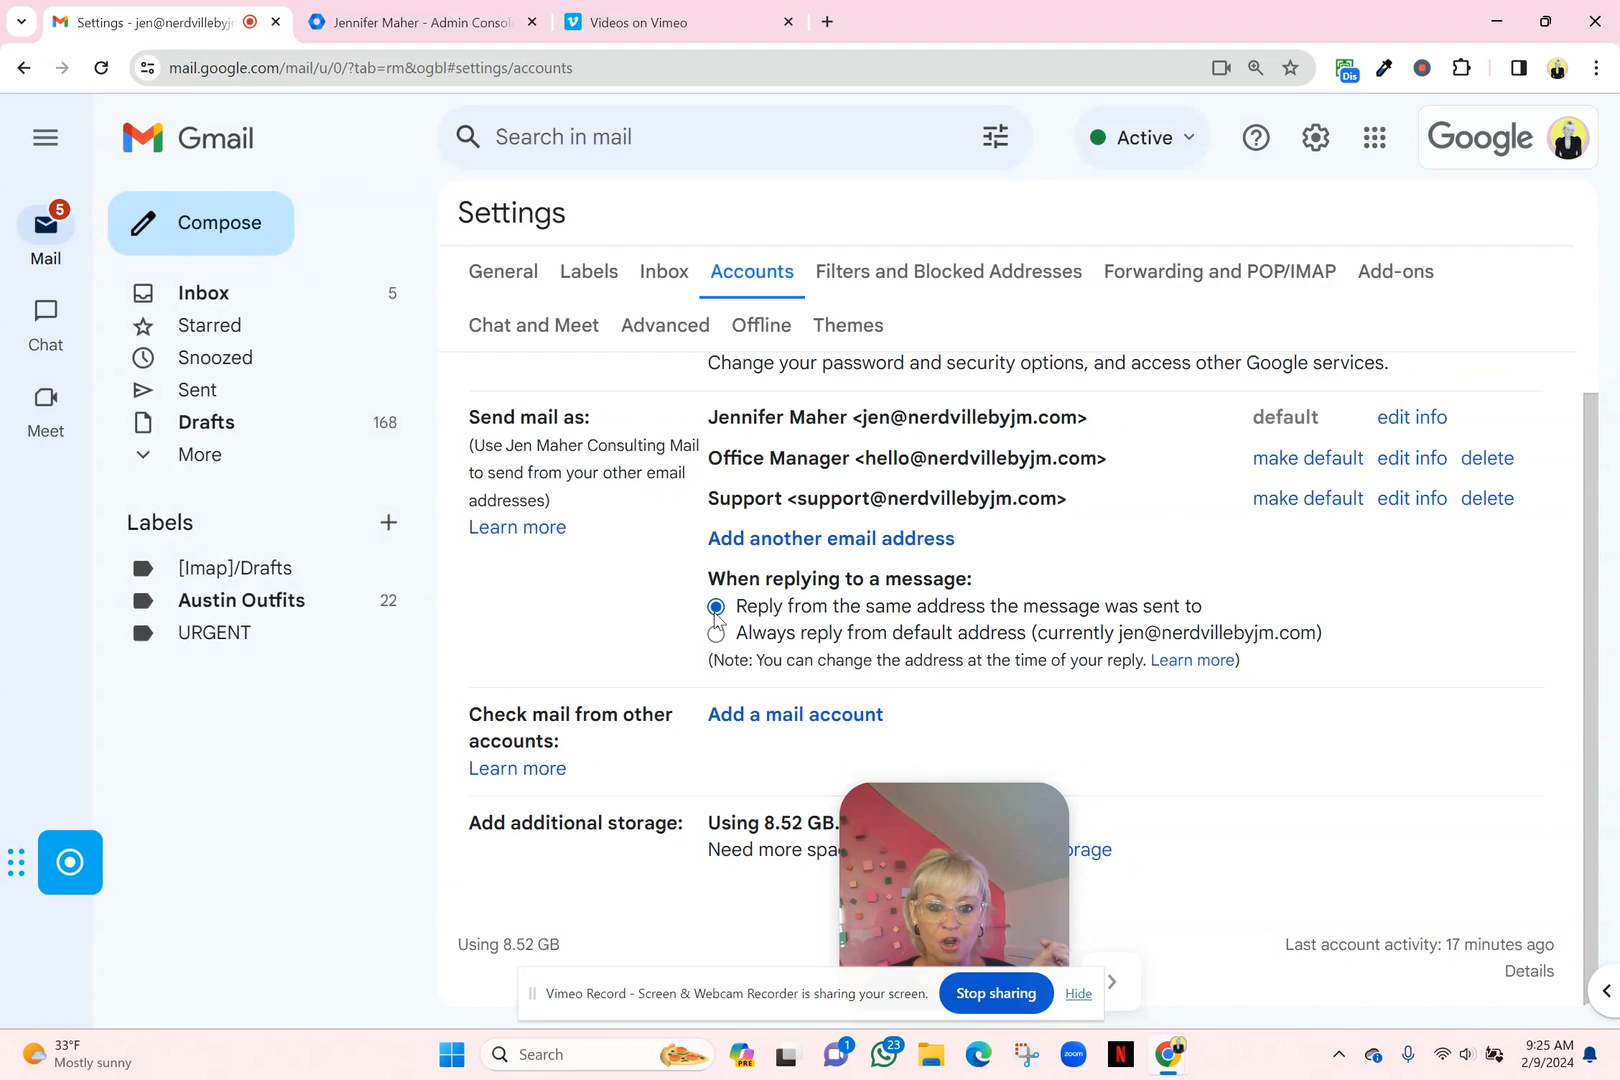 Settings - jen@nerdvillebyj
Jennifer Maher - Admin Consol
Videos on Vimeo
mail.google.com/mail/u/0/?tab=rm&ogbl#settings/accounts
Dis
Gmail
Search in mail
Active
Google
Compose
Settings
5
Mail
Chat
Meet
Inbox 5
Starred
Snoozed
Sent
Drafts 168
More
Labels
[Imap]/Drafts
Austin Outfits 22
URGENT
General Labels Inbox Accounts Filters and Blocked Addresses Forwarding and POP/IMAP Add-ons
Chat and Meet Advanced Offline Themes
Change your password and security options, and access other Google services.
Send mail as:
(Use Jen Maher Consulting Mail
to send from your other email
addresses)
Learn more
Jennifer Maher <jen@nerdvillebyjm.com> default edit info
Office Manager <hello@nerdvillebyjm.com> make default edit info delete
Support <support@nerdvillebyjm.com> make default edit info delete
Add another email address
When replying to a message:
Reply from the same address the message was sent to
Always reply from default address (currently jen@nerdvillebyjm.com)
(Note: You can change the address at the time of your reply. Learn more)
Check mail from other
accounts:
Learn more
Add a mail account
Add additional storage:
Using 8.52 GB.
Need more spa
orage
Using 8.52 GB
Last account activity: 17 minutes ago
Details
Vimeo Record - Screen & Webcam Recorder is sharing your screen. Stop sharing Hide
33°F
Mostly sunny
Search
PRE
1
23
zoom
N
9:25 AM
2/9/2024